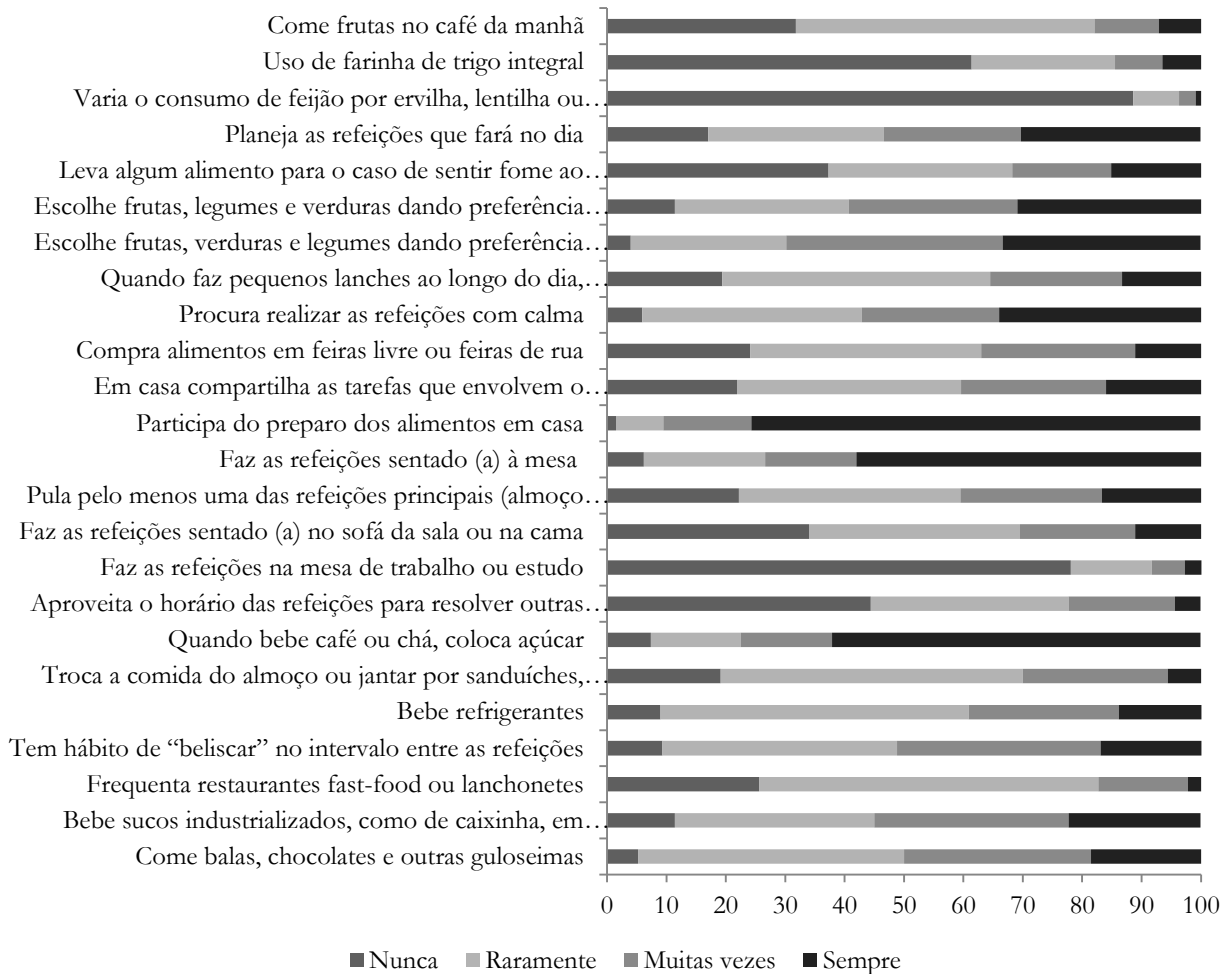 Come frutas no café da manhã
Uso de farinha de trigo integral
Varia o consumo de feijão por ervilha, lentilha ou…
Planeja as refeições que fará no dia
Leva algum alimento para o caso de sentir fome ao…
Escolhe frutas, legumes e verduras dando preferência…
Escolhe frutas, verduras e legumes dando preferência…
Quando faz pequenos lanches ao longo do dia,…
Procura realizar as refeições com calma
Compra alimentos em feiras livre ou feiras de rua
Em casa compartilha as tarefas que envolvem o…
Participa do preparo dos alimentos em casa
Faz as refeições sentado (a) à mesa
Pula pelo menos uma das refeições principais (almoço…
Faz as refeições sentado (a) no sofá da sala ou na cama
Faz as refeições na mesa de trabalho ou estudo
Aproveita o horário das refeições para resolver outras…
Quando bebe café ou chá, coloca açúcar
Troca a comida do almoço ou jantar por sanduíches,…
Bebe refrigerantes
Tem hábito de “beliscar” no intervalo entre as refeições
Frequenta restaurantes fast-food ou lanchonetes
Bebe sucos industrializados, como de caixinha, em…
Come balas, chocolates e outras guloseimas
0 10 20 30 40 50 60 70 80 90 100
Nunca Raramente Muitas vezes Sempre